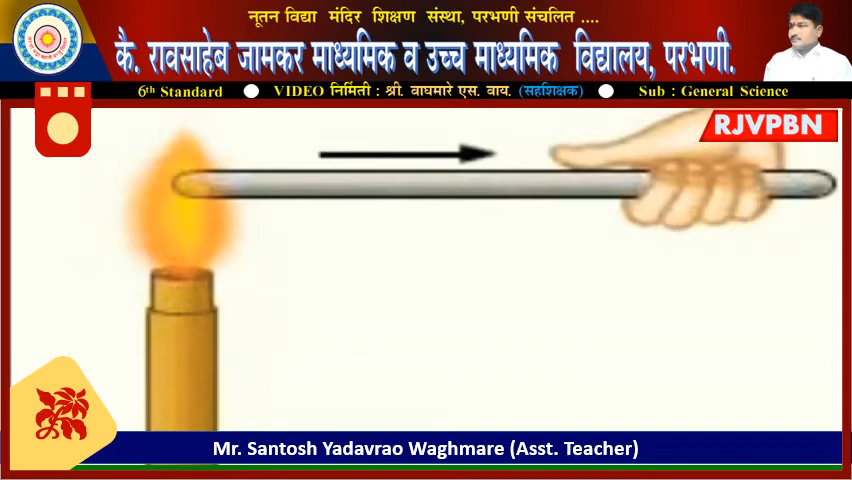 नूतन विद्या मंदिर शिक्षण संस्था, परभणी संचलित ....
कै. रावसाहेब जामकर माध्यमिक व उच्च माध्यमिक विद्यालय, परभणी.
6th Standard VIDEO निर्मिती : श्री. वाघमारे एस. वाय. (सहशिक्षक) Sub : General Science
RJVPBN
Mr. Santosh Yadavrao Waghmare (Asst. Teacher)